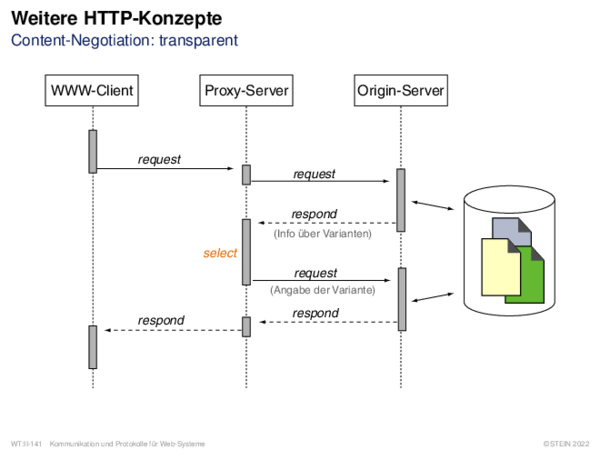 Weitere HTTP-Konzepte
Content-Negotiation: transparent
WWW-Client
Proxy-Server
Origin-Server
request
request
respond
(Info über Varianten)
select
request
(Angabe der Variante)
respond
respond
WT:II-141 Kommunikation und Protokolle für Web-Systeme
©STEIN 2022